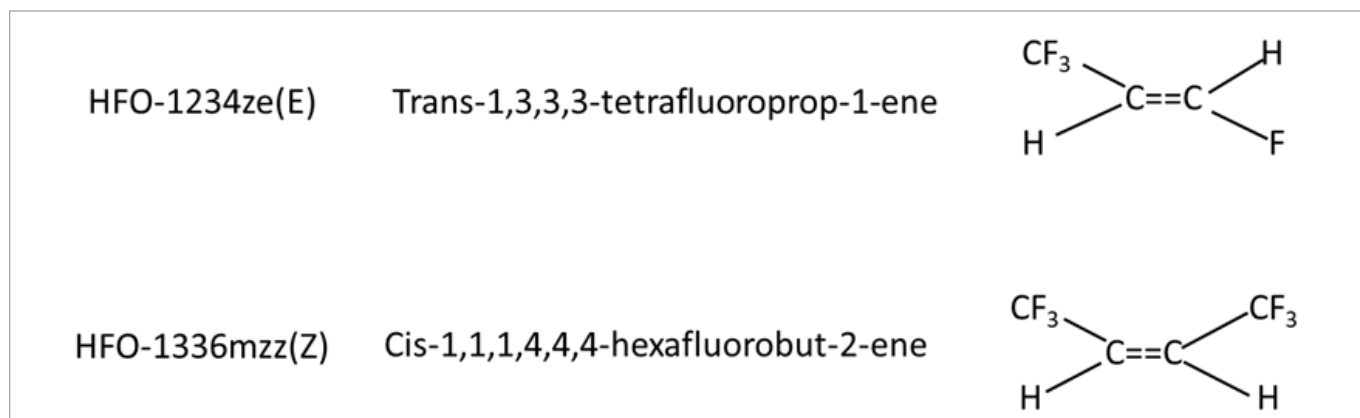 HFO-1234ze(E) Trans-1,3,3,3-tetrafluoroprop-1-ene
CF₃ H
C==C
H F
HFO-1336mzz(Z) Cis-1,1,1,4,4,4-hexafluorobut-2-ene
CF₃ CF₃
C==C
H H